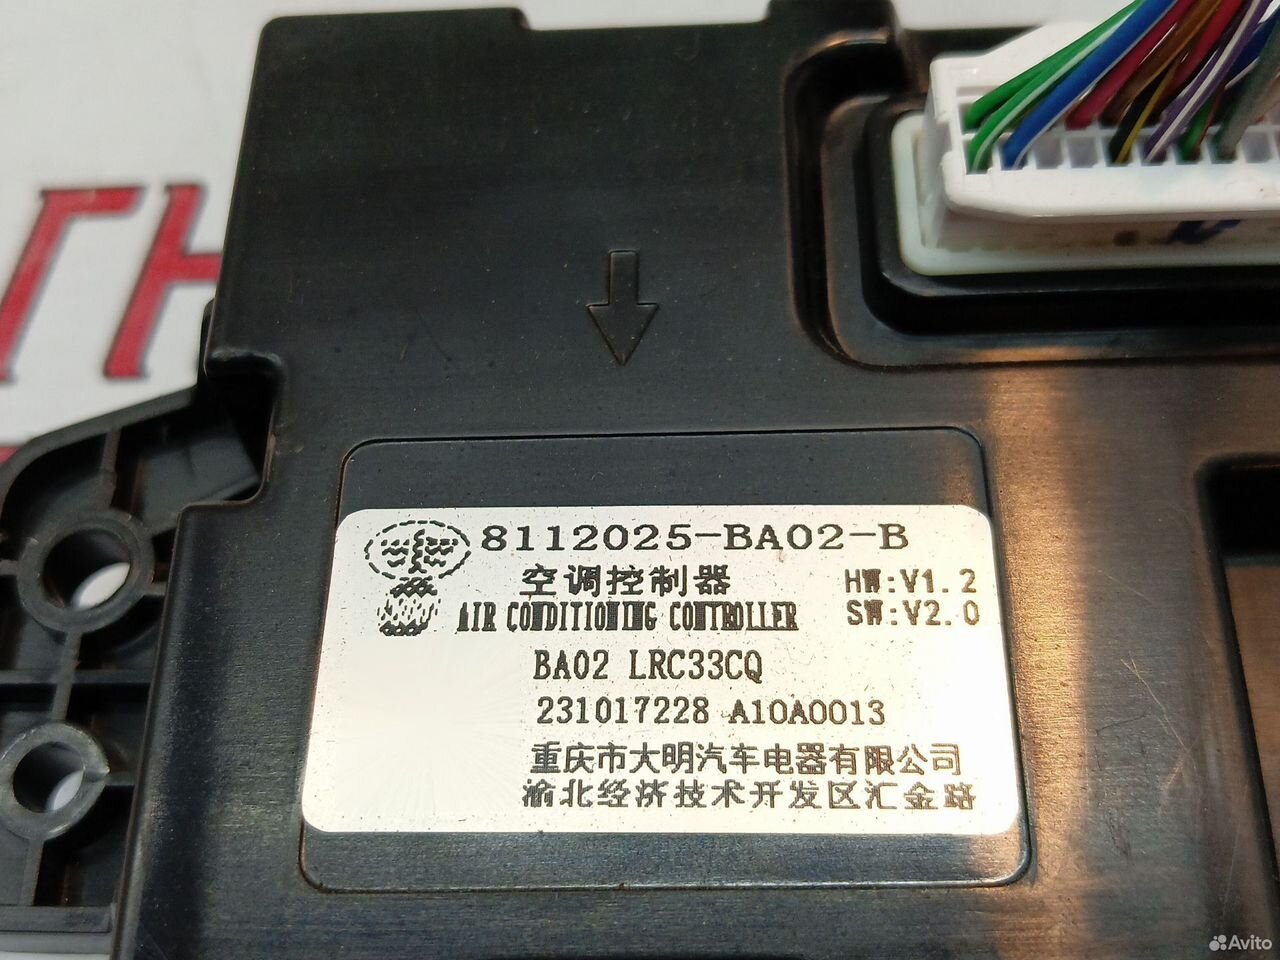 ГН
8112025-BA02-B
空调控制器 HW:V1.2
AIR CONDITIONING CONTROLLER SW:V2.0
BA02 LRC33CQ
231017228 A10A0013
重庆市大明汽车电器有限公司
渝北经济技术开发区汇金路
Avito